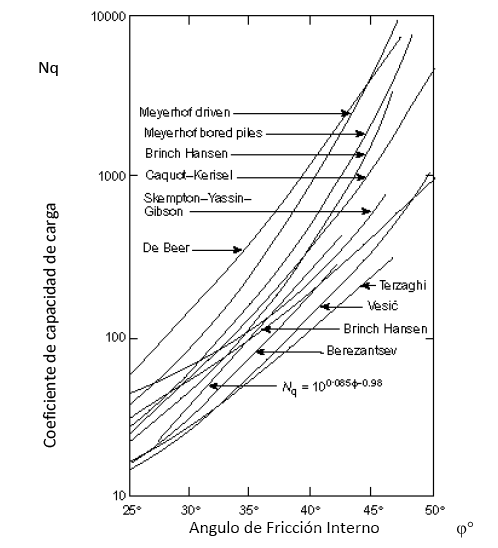 10000
Nq
Meyerhof driven
Meyerhof bored piles
Brinch Hansen
1000
Caquot–Kerisel
Skempton–Yassin–
Gibson
De Beer
Terzaghi
Vesić
100
Brinch Hansen
Berezantsev
Nq = 10^0·085ϕ-0.98
10
25° 30° 35° 40° 45° 50°
Coeficiente de capacidad de carga
Angulo de Fricción Interno φ°